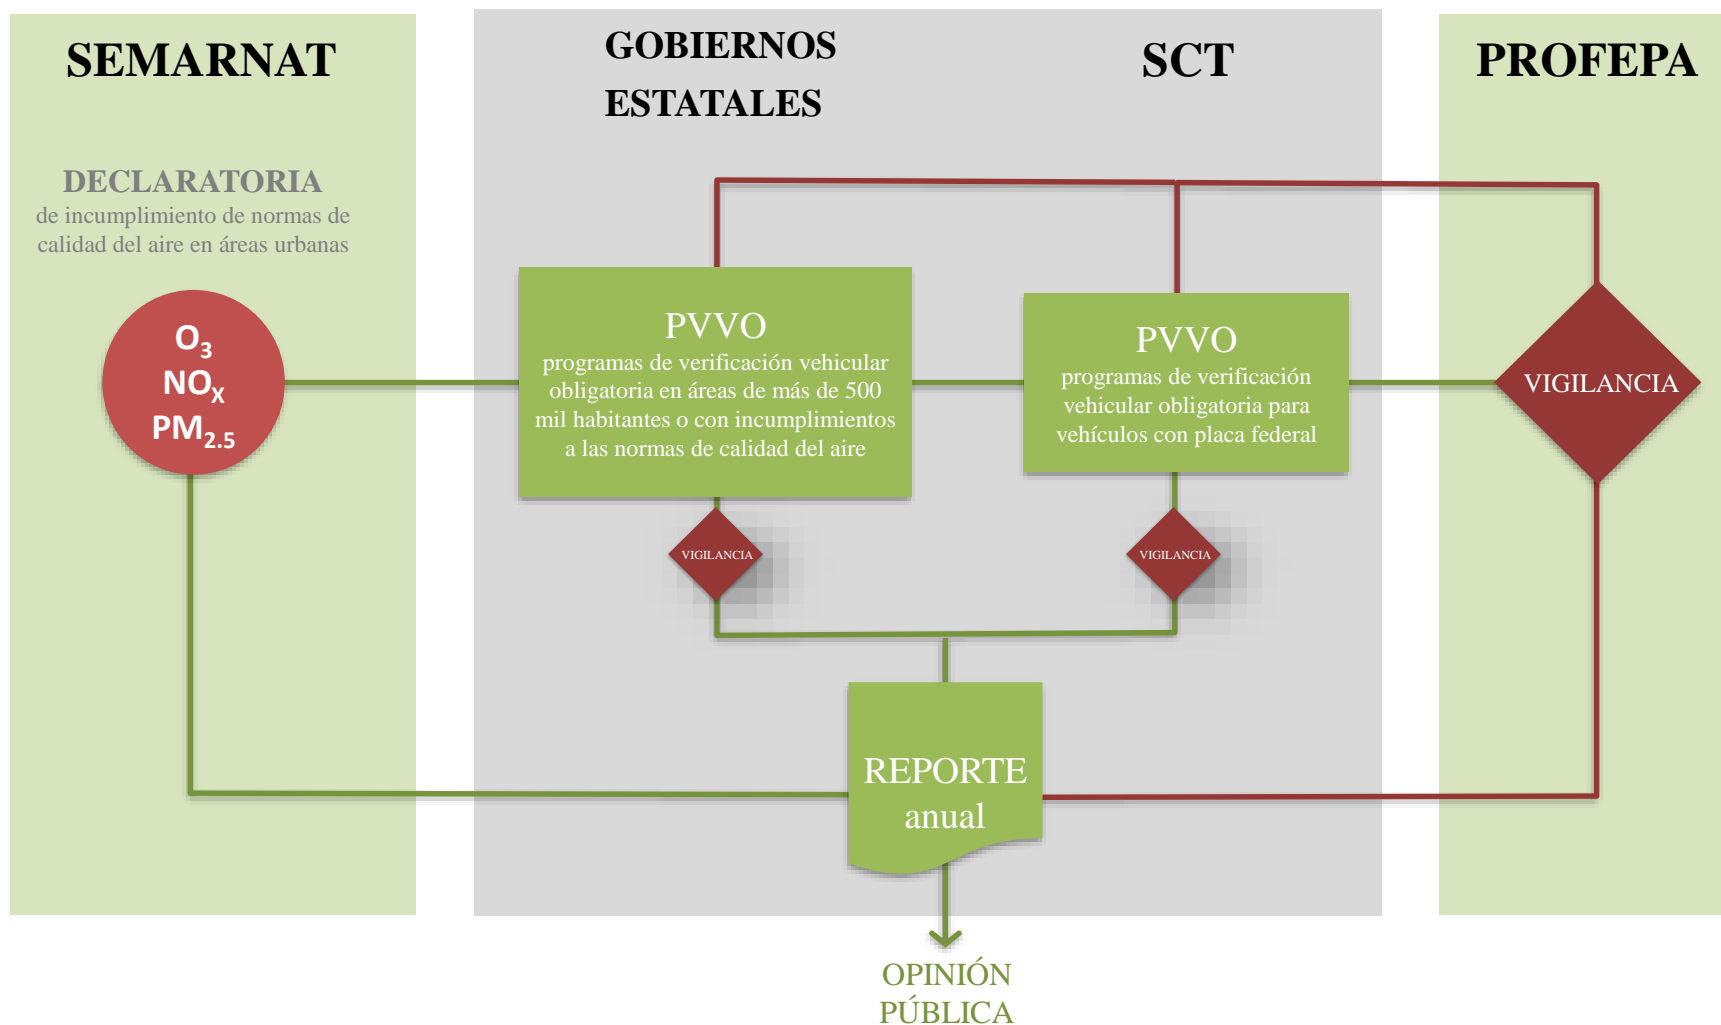 SEMARNAT
GOBIERNOS
ESTATALES
SCT
PROFEPA
DECLARATORIA
de incumplimiento de normas de
calidad del aire en áreas urbanas
O3
NOX
PM2.5
PVVO
programas de verificación vehicular
obligatoria en áreas de más de 500
mil habitantes o con incumplimientos
a las normas de calidad del aire
PVVO
programas de verificación
vehicular obligatoria para
vehículos con placa federal
VIGILANCIA
VIGILANCIA
VIGILANCIA
REPORTE
anual
OPINIÓN
PÚBLICA